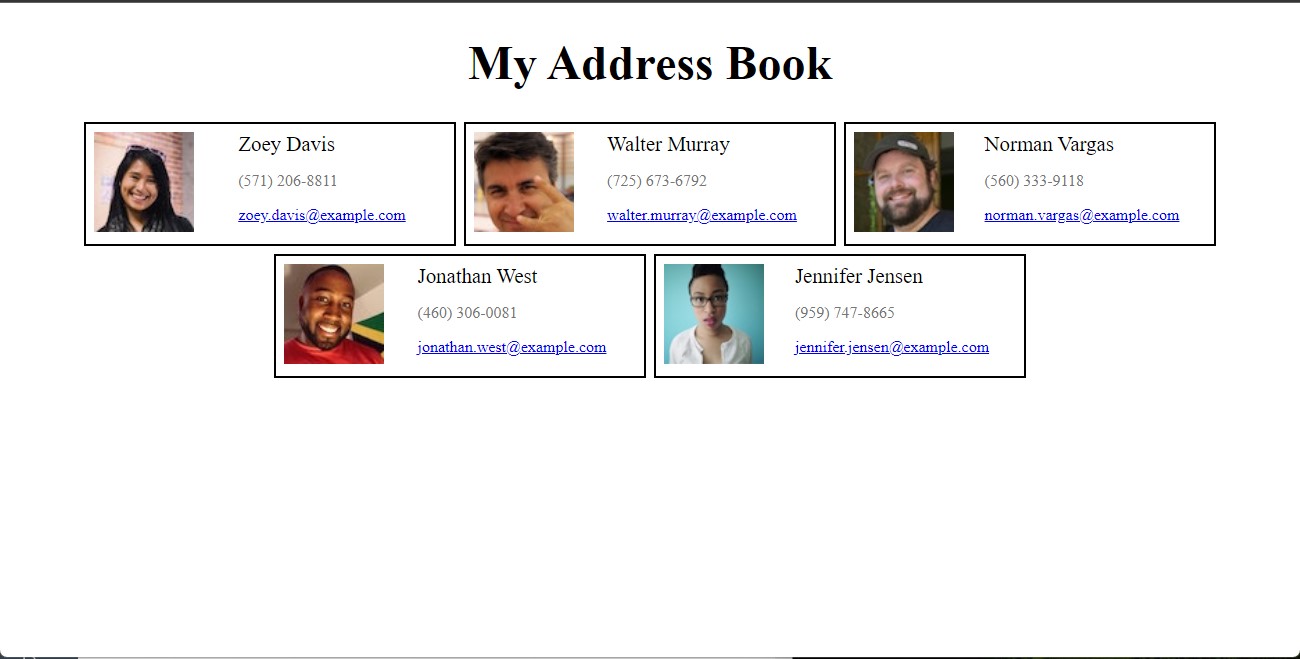 My Address Book
Zoey Davis
(571) 206-8811
zoey.davis@example.com
Walter Murray
(725) 673-6792
walter.murray@example.com
Norman Vargas
(560) 333-9118
norman.vargas@example.com
Jonathan West
(460) 306-0081
jonathan.west@example.com
Jennifer Jensen
(959) 747-8665
jennifer.jensen@example.com